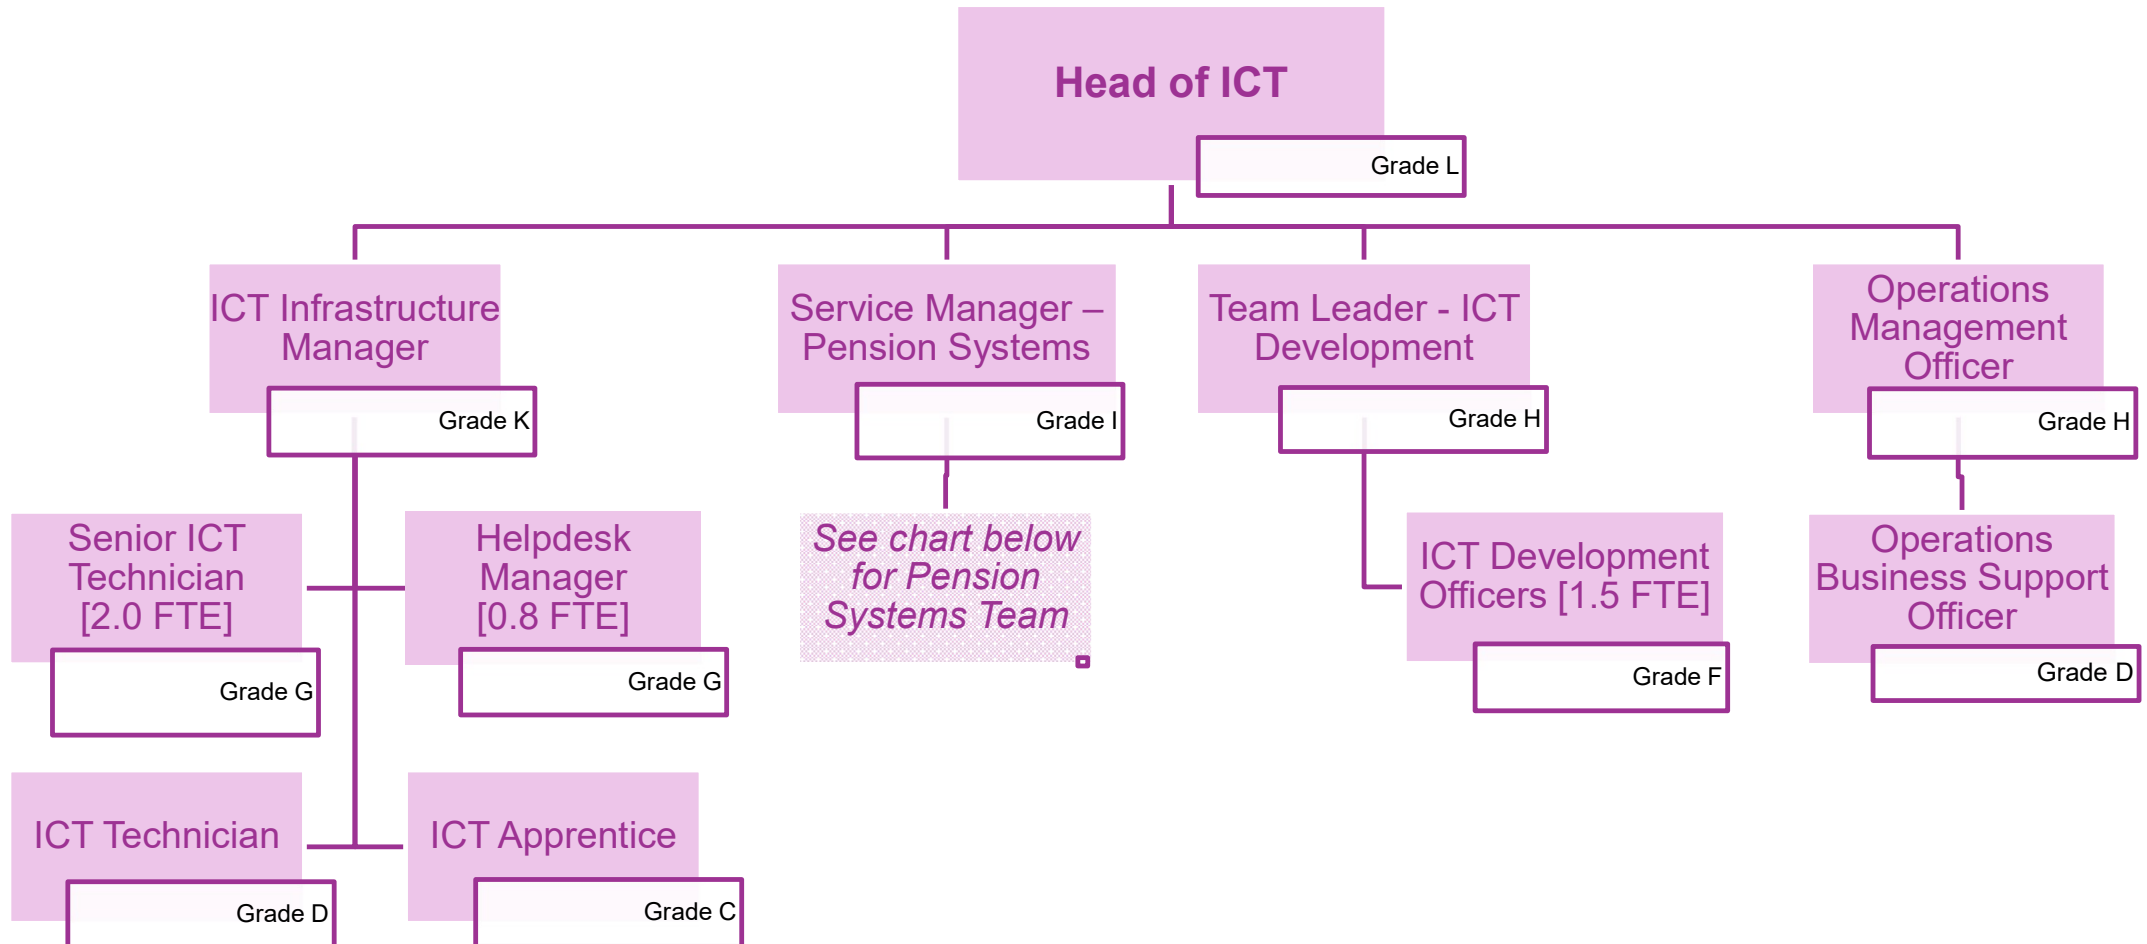 Head of ICT
Grade L
ICT Infrastructure
Manager
Grade K
Service Manager –
Pension Systems
Grade I
Team Leader - ICT
Development
Grade H
Operations
Management
Officer
Grade H
Senior ICT
Technician
[2.0 FTE]
Grade G
Helpdesk
Manager
[0.8 FTE]
Grade G
See chart below
for Pension
Systems Team
ICT Development
Officers [1.5 FTE]
Grade F
Operations
Business Support
Officer
Grade D
ICT Technician
Grade D
ICT Apprentice
Grade C